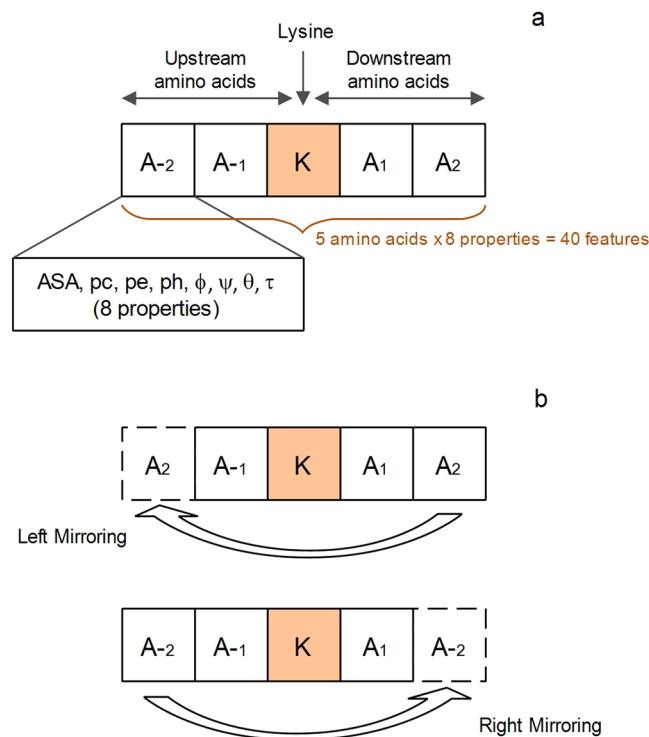 a
Lysine
Upstream
amino acids
Downstream
amino acids
A-2 A-1 K A1 A2
5 amino acids x 8 properties = 40 features
ASA, pc, pe, ph, ϕ, ψ, θ, τ
(8 properties)
b
A2 A-1 K A1 A2
Left Mirroring
A-2 A-1 K A1 A-2
Right Mirroring